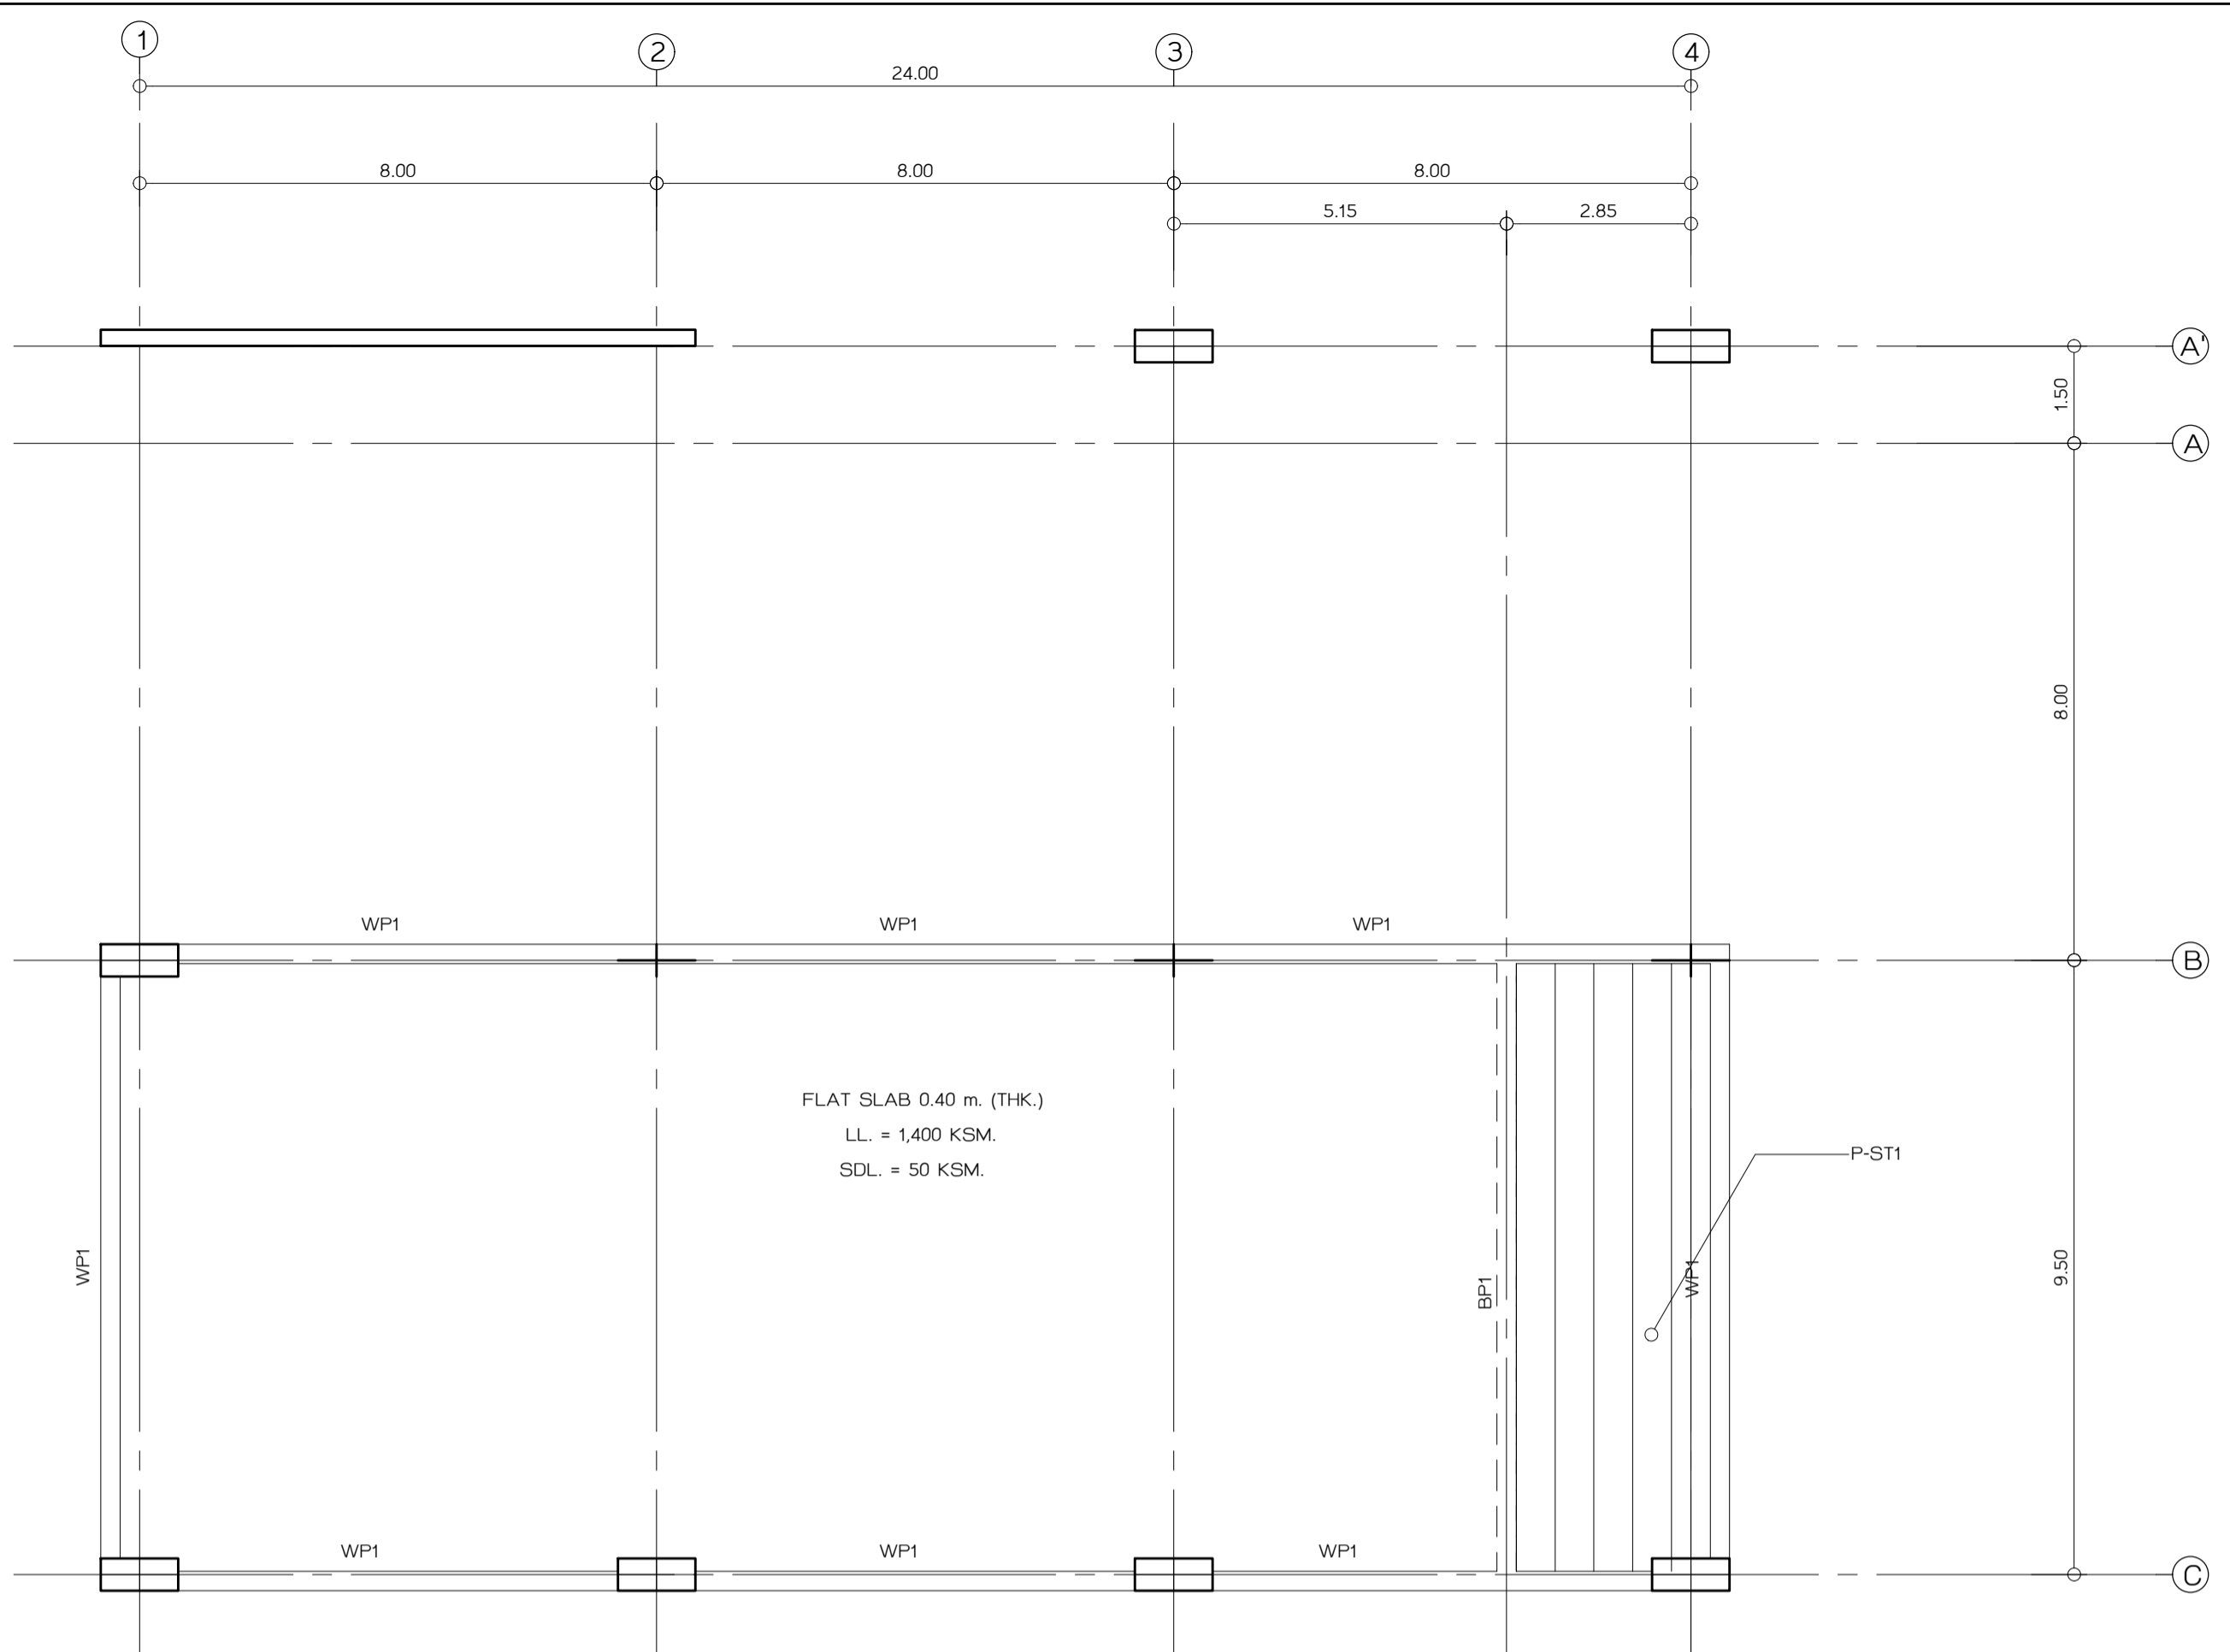 1
2
3
4
24.00
8.00
8.00
8.00
5.15
2.85
A'
1.50
A
8.00
WP1
WP1
WP1
B
FLAT SLAB 0.40 m. (THK.)
LL. = 1,400 KSM.
SDL. = 50 KSM.
P-ST1
WP1
BP1
WP1
9.50
WP1
WP1
WP1
C